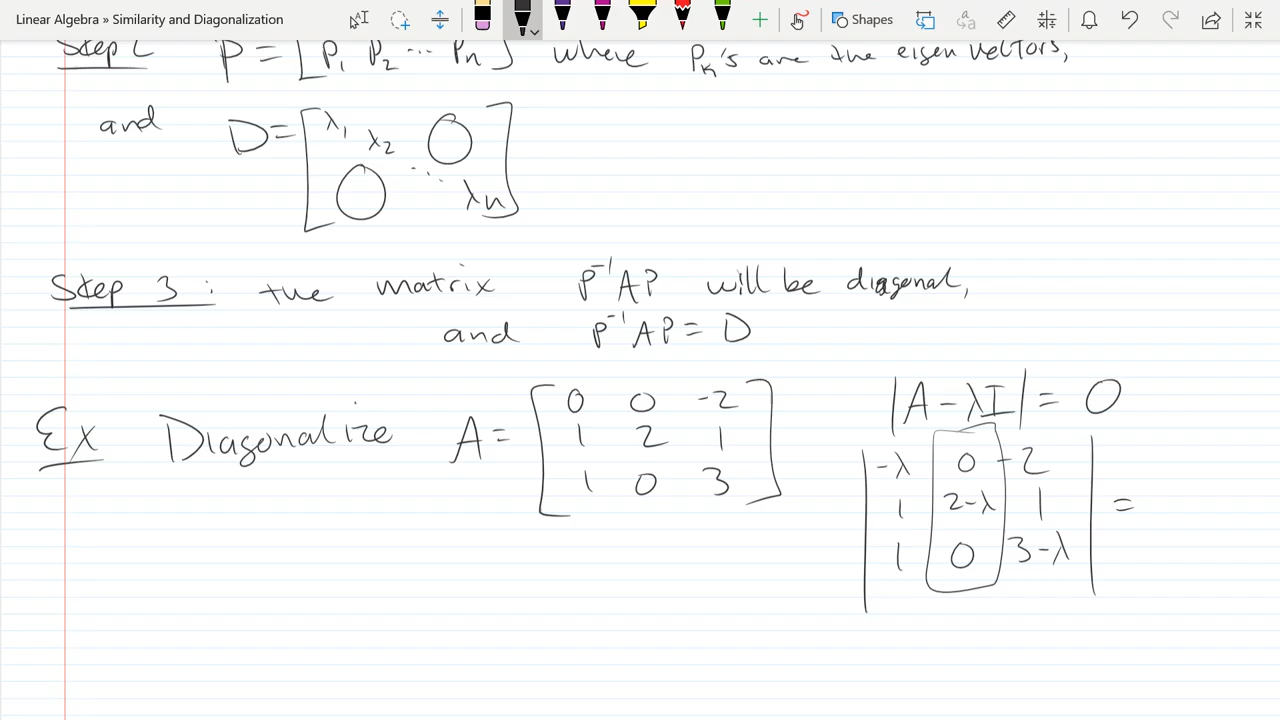 Linear Algebra » Similarity and Diagonalization
Shapes
Step 2 P = [P₁ P₂ ... Pₙ] where Pₖ's are the eigen vectors,
and D = [λ₁ λ₂ 0 0 ⋱ λₙ]
Step 3: the matrix P⁻¹AP will be diagonal,
and P⁻¹AP = D
Ex Diagonalize A =
0 0 -2
1 2 1
1 0 3
|A - λI| = 0
-λ 0 -2
1 2-λ 1 =
1 0 3-λ